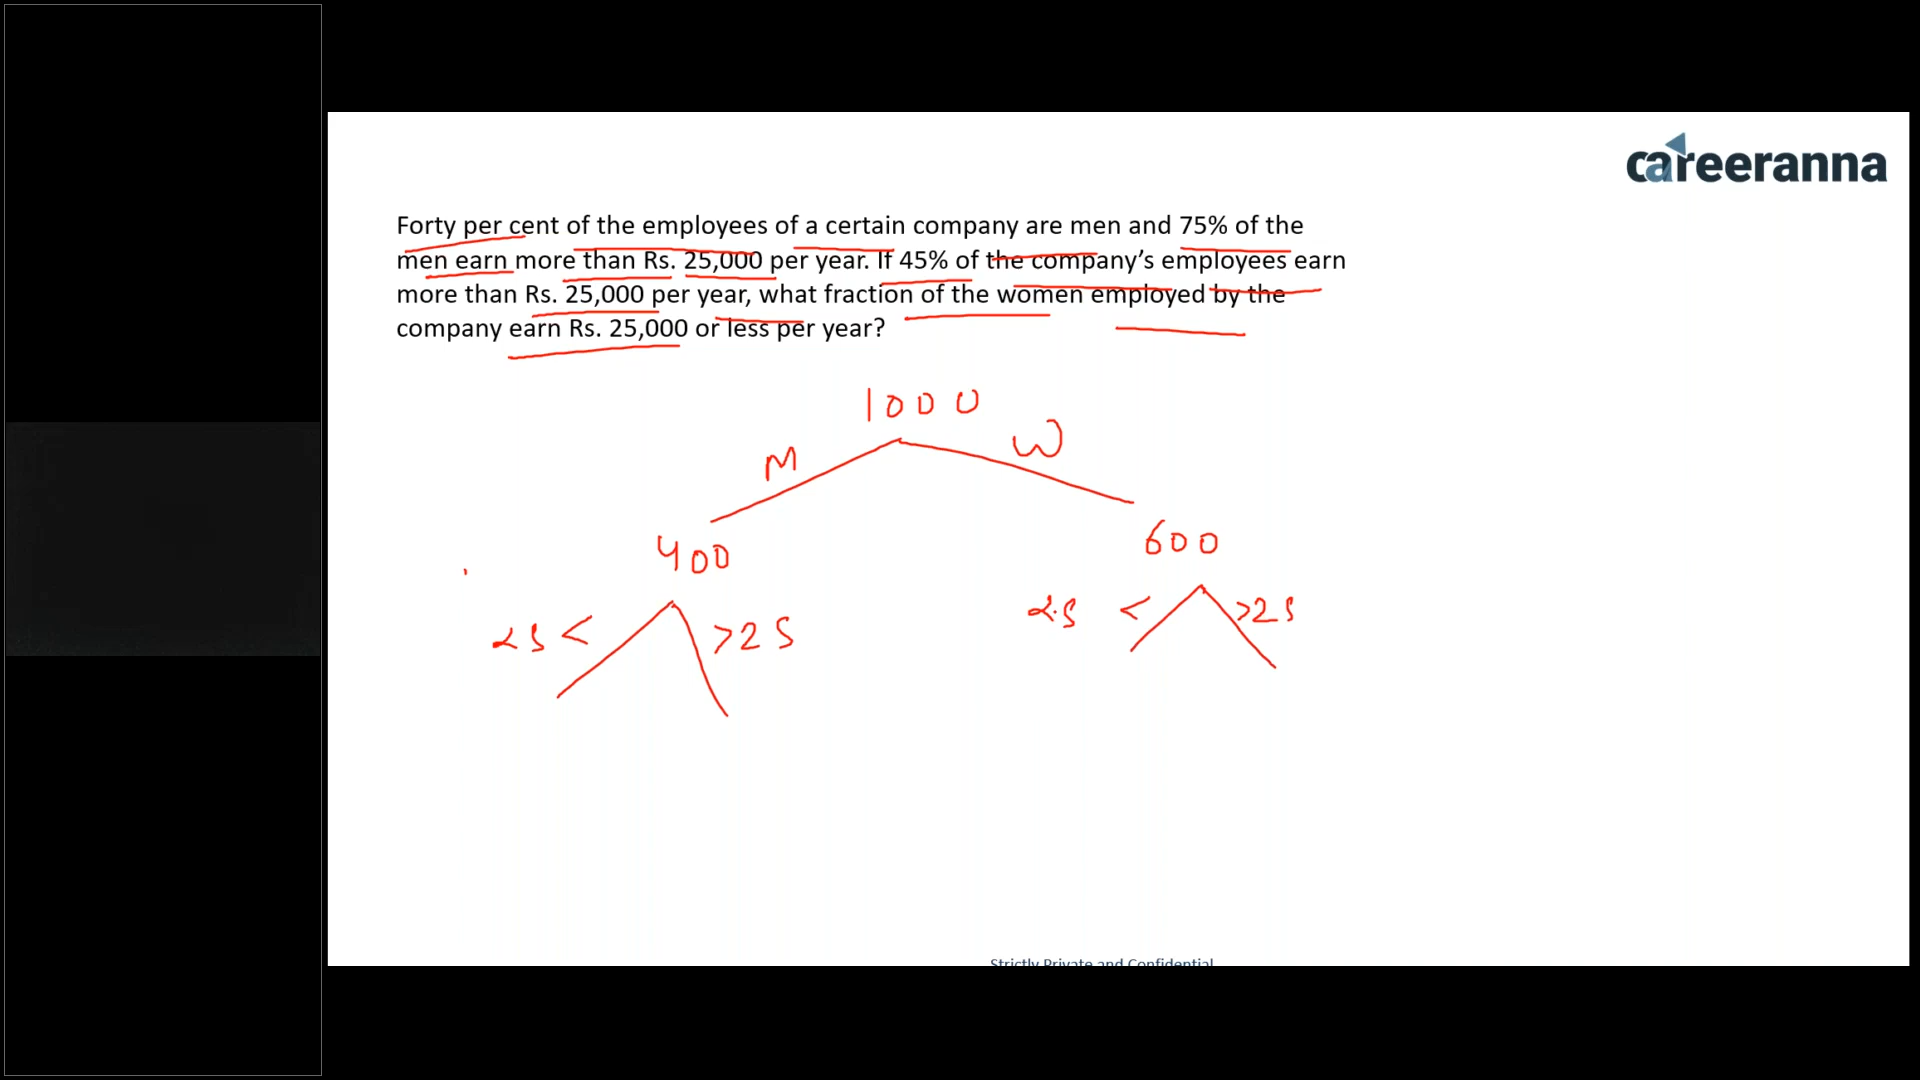 careeranna
Forty per cent of the employees of a certain company are men and 75% of the
men earn more than Rs. 25,000 per year. If 45% of the company’s employees earn
more than Rs. 25,000 per year, what fraction of the women employed by the
company earn Rs. 25,000 or less per year?
1000
M W
400 600
25 < >25 25 < >25
Strictly Private and Confidential